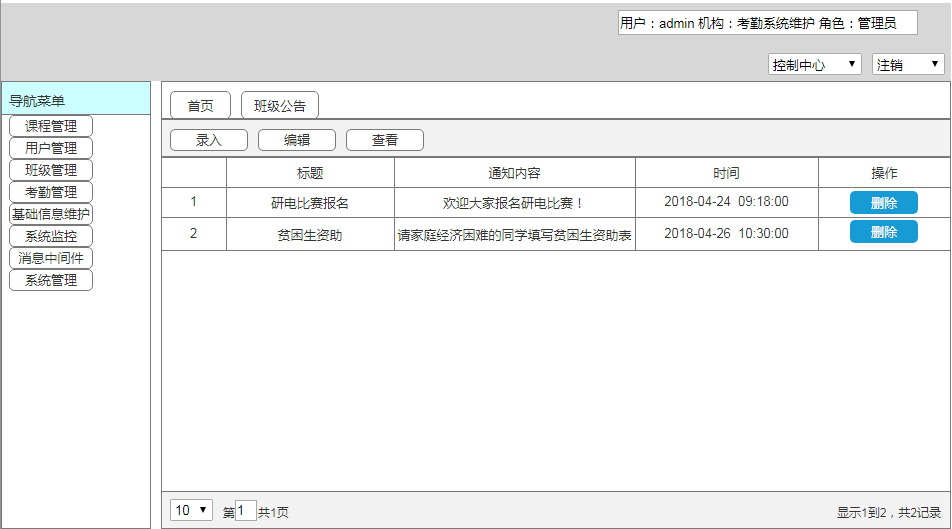 用户：admin 机构：考勤系统维护 角色：管理员
控制中心 注销
导航菜单
课程管理
用户管理
班级管理
考勤管理
基础信息维护
系统监控
消息中间件
系统管理
首页 班级公告
录入 编辑 查看
标题 通知内容 时间 操作
1 研电比赛报名 欢迎大家报名研电比赛！ 2018-04-24 09:18:00 删除
2 贫困生资助 请家庭经济困难的同学填写贫困生资助表 2018-04-26 10:30:00 删除
10 第1共1页 显示1到2，共2记录